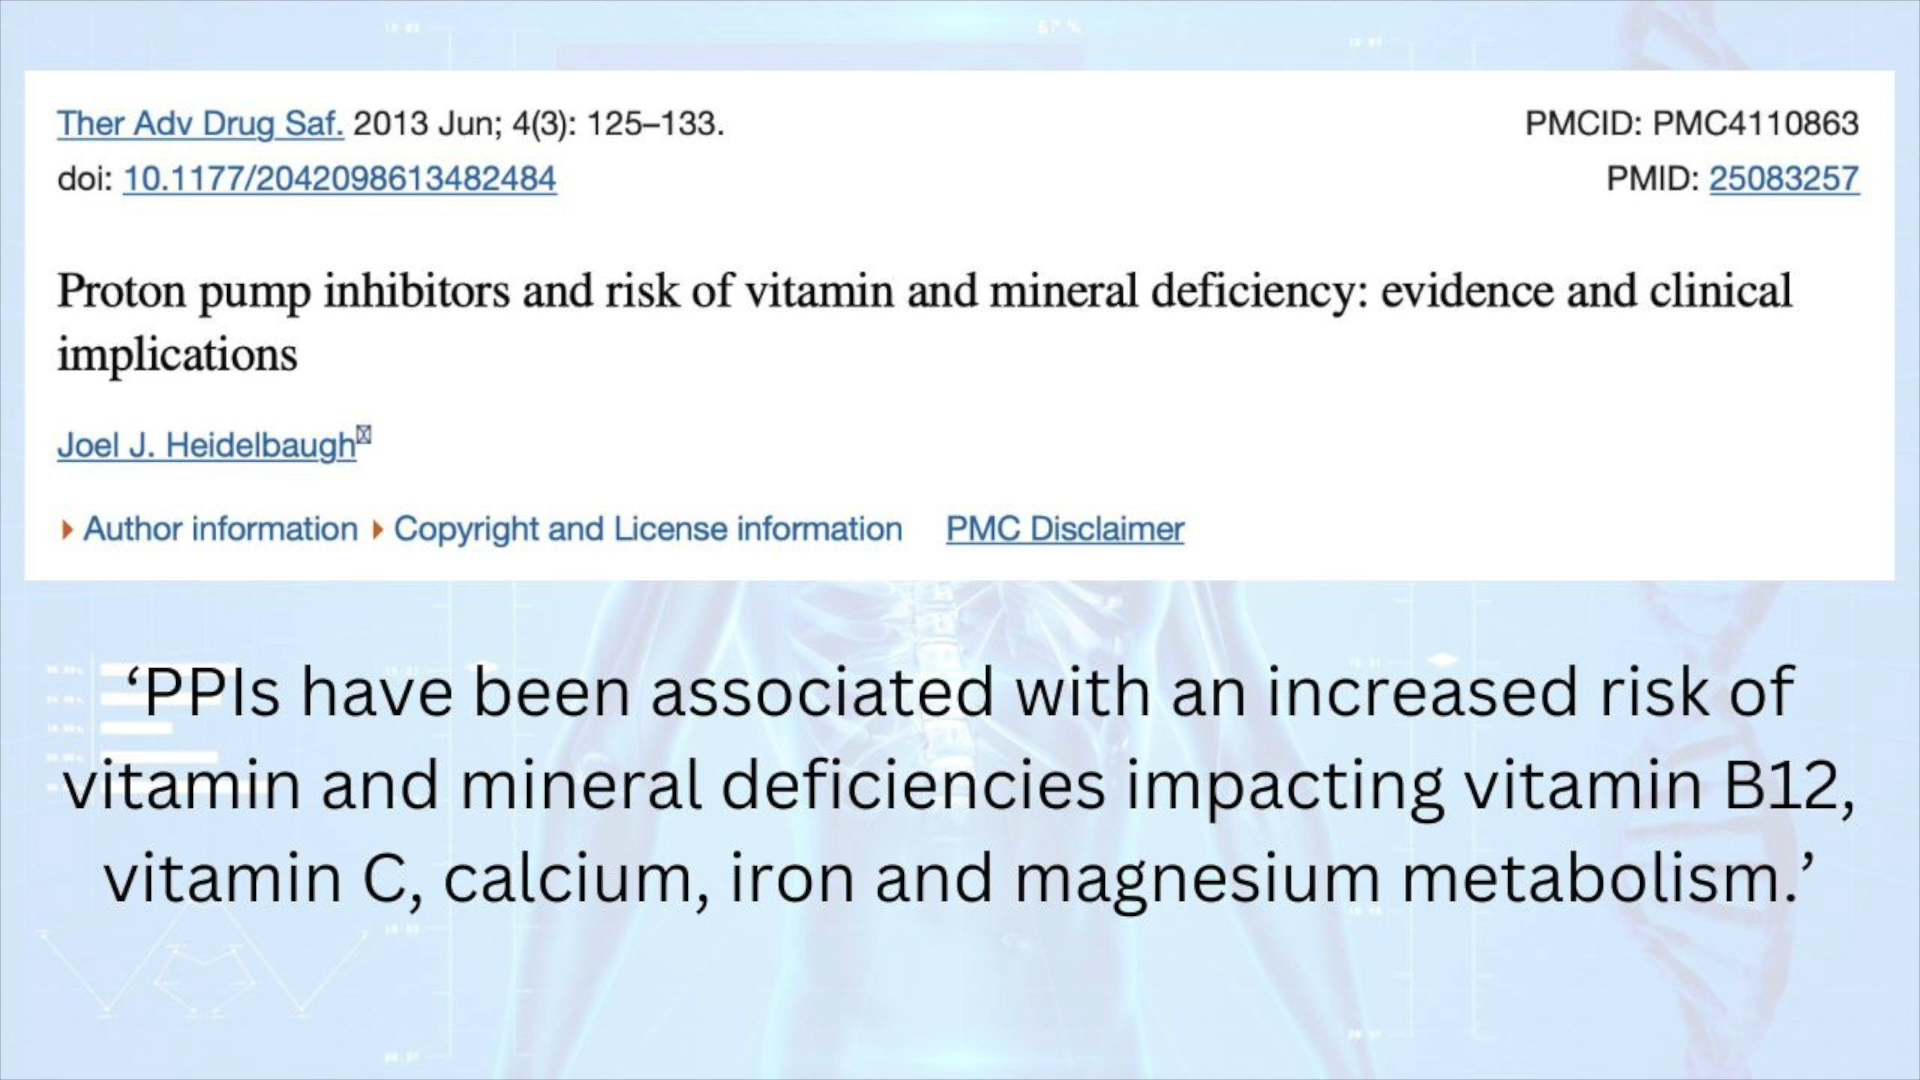 Ther Adv Drug Saf. 2013 Jun; 4(3): 125–133.
PMCID: PMC4110863
doi: 10.1177/2042098613482484
PMID: 25083257
Proton pump inhibitors and risk of vitamin and mineral deficiency: evidence and clinical
implications
Joel J. Heidelbaugh
Author information Copyright and License information PMC Disclaimer
‘PPIs have been associated with an increased risk of
vitamin and mineral deficiencies impacting vitamin B12,
vitamin C, calcium, iron and magnesium metabolism.’